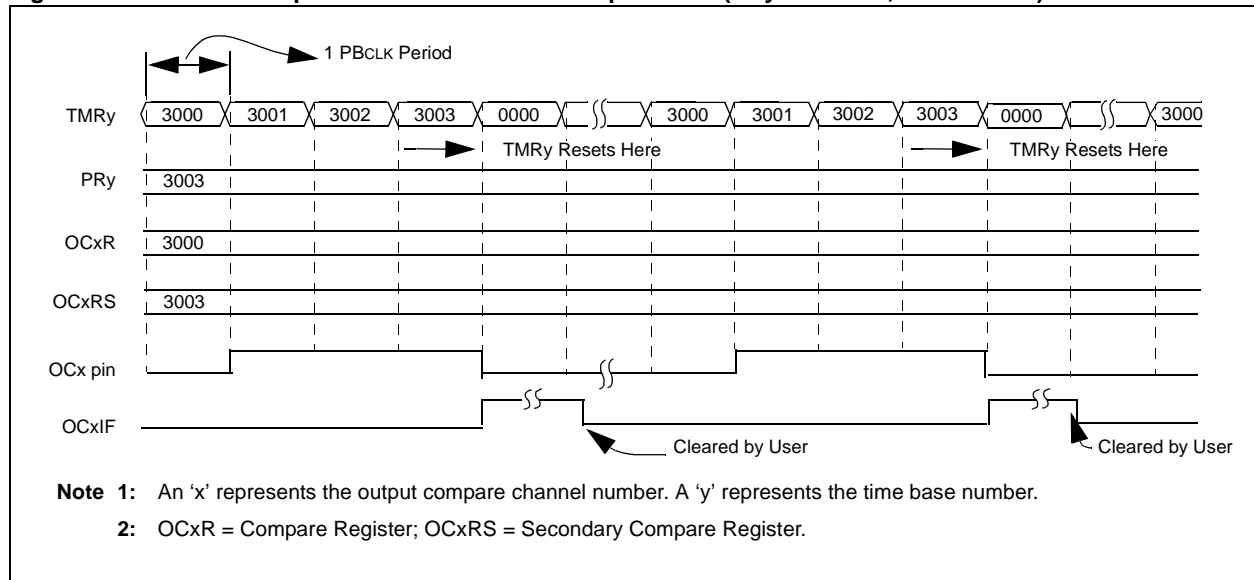 1 PBCLK Period
TMRy 3000 3001 3002 3003 0000 3000 3001 3002 3003 0000 3000
TMRy Resets Here TMRy Resets Here
PRy 3003
OCxR 3000
OCxRS 3003
OCx pin
OCxIF
Cleared by User Cleared by User
Note 1: An ‘x’ represents the output compare channel number. A ‘y’ represents the time base number.
2: OCxR = Compare Register; OCxRS = Secondary Compare Register.